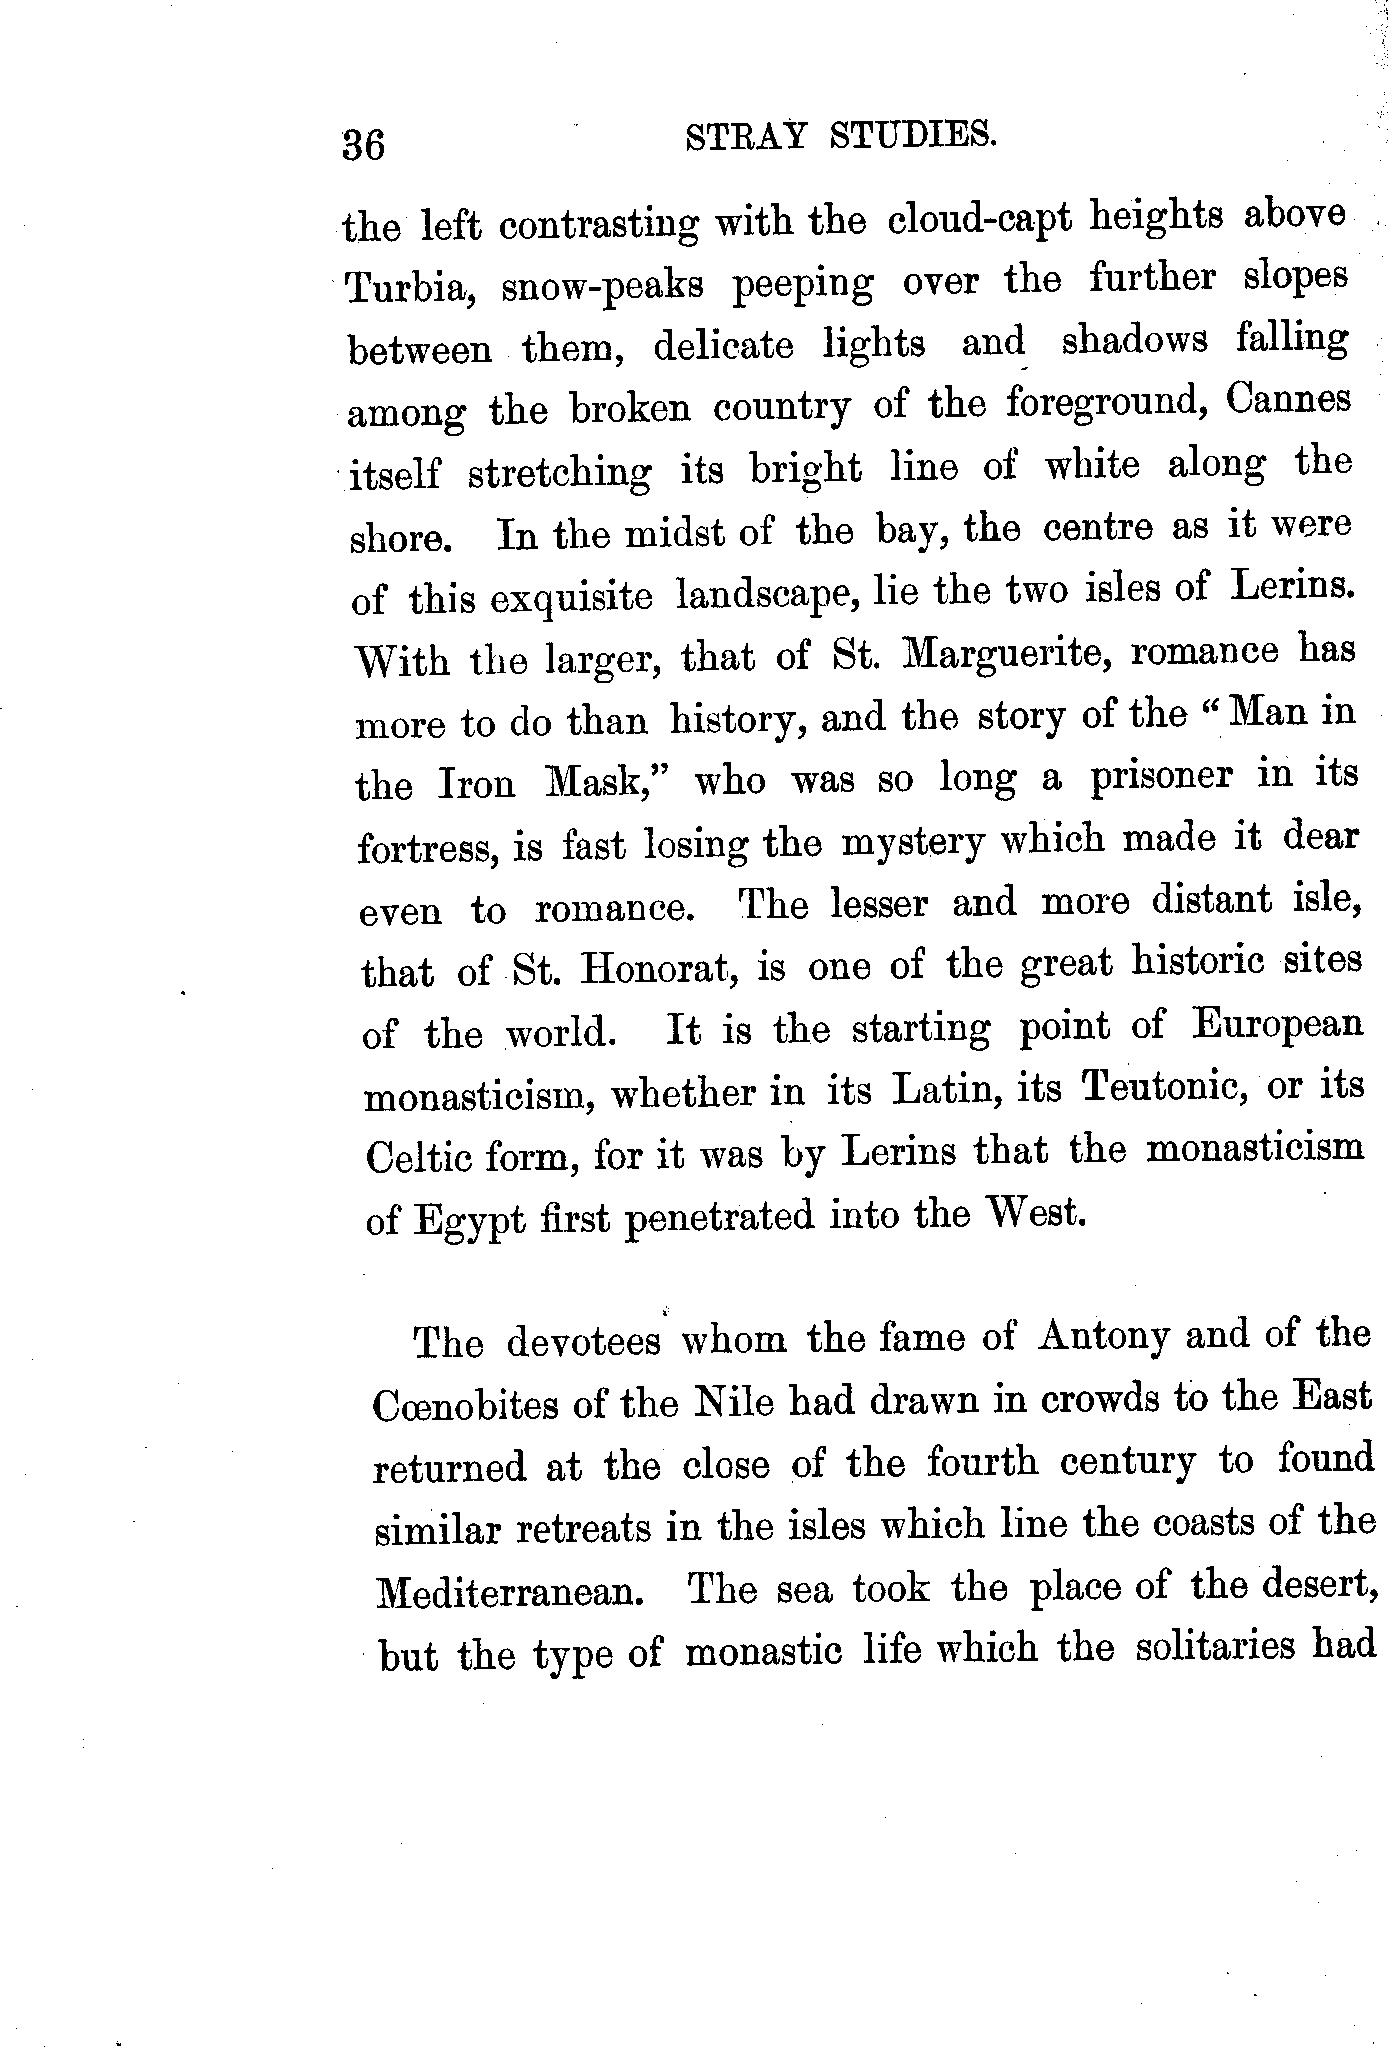 36 STRAY STUDIES.
the left contrasting with the cloud-capt heights above
Turbia, snow-peaks peeping over the further slopes
between them, delicate lights and shadows falling
among the broken country of the foreground, Cannes
itself stretching its bright line of white along the
shore. In the midst of the bay, the centre as it were
of this exquisite landscape, lie the two isles of Lerins.
With the larger, that of St. Marguerite, romance has
more to do than history, and the story of the “Man in
the Iron Mask,” who was so long a prisoner in its
fortress, is fast losing the mystery which made it dear
even to romance. The lesser and more distant isle,
that of St. Honorat, is one of the great historic sites
of the world. It is the starting point of European
monasticism, whether in its Latin, its Teutonic, or its
Celtic form, for it was by Lerins that the monasticism
of Egypt first penetrated into the West.
The devotees whom the fame of Antony and of the
Cœnobites of the Nile had drawn in crowds to the East
returned at the close of the fourth century to found
similar retreats in the isles which line the coasts of the
Mediterranean. The sea took the place of the desert,
but the type of monastic life which the solitaries had